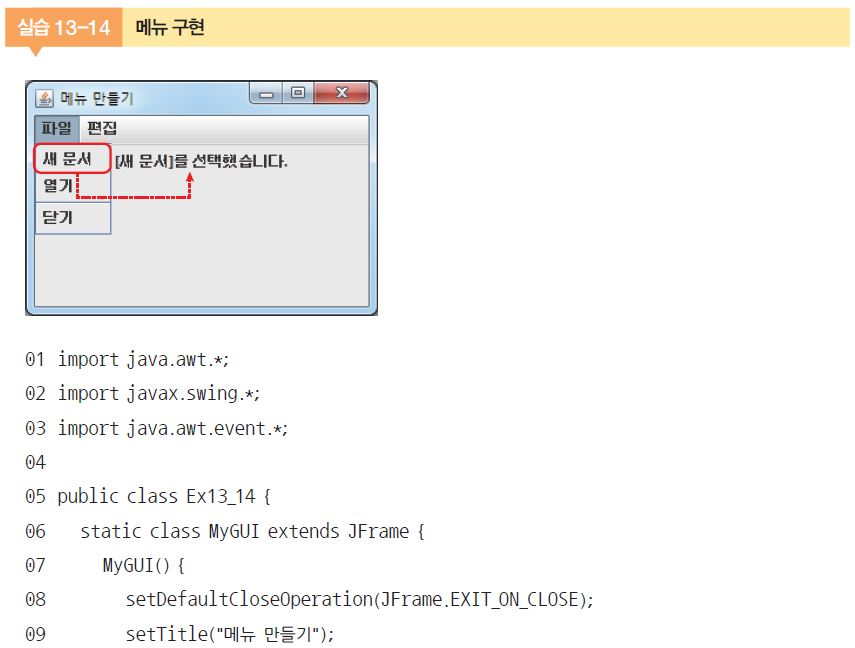 실습 13-14 메뉴 구현
메뉴 만들기
파일 편집
새 문서 [새 문서]를 선택했습니다.
열기
닫기
01 import java.awt.*;
02 import javax.swing.*;
03 import java.awt.event.*;
04
05 public class Ex13_14 {
06 static class MyGUI extends JFrame {
07 MyGUI() {
08 setDefaultCloseOperation(JFrame.EXIT_ON_CLOSE);
09 setTitle("메뉴 만들기");